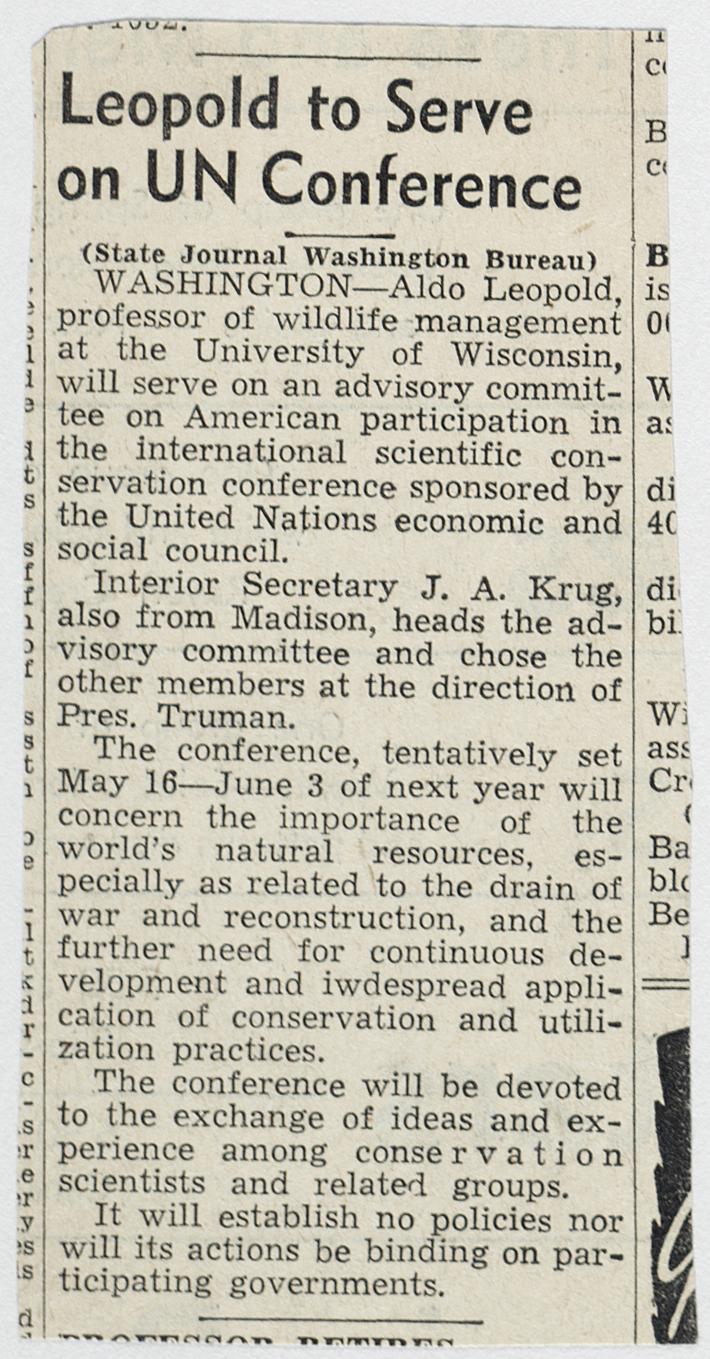 Leopold to Serve
on UN Conference
(State Journal Washington Bureau)
WASHINGTON—Aldo Leopold,
professor of wildlife management
at the University of Wisconsin,
will serve on an advisory commit-
tee on American participation in
the international scientific con-
servation conference sponsored by
the United Nations economic and
social council.
Interior Secretary J. A. Krug,
also from Madison, heads the ad-
visory committee and chose the
other members at the direction of
Pres. Truman.
The conference, tentatively set
May 16—June 3 of next year will
concern the importance of the
world's natural resources, es-
pecially as related to the drain of
war and reconstruction, and the
further need for continuous de-
velopment and iwdespread appli-
cation of conservation and utili-
zation practices.
The conference will be devoted
to the exchange of ideas and ex-
perience among conservation
scientists and related groups.
It will establish no policies nor
will its actions be binding on par-
ticipating governments.
PROFESSOR RETIRES